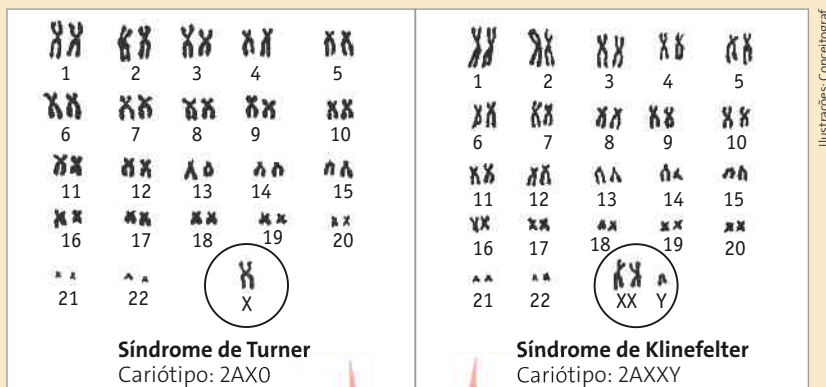 1 2 3 4 5
6 7 8 9 10
11 12 13 14 15
16 17 18 19 20
21 22 X
Síndrome de Turner
Cariótipo: 2AX0
1 2 3 4 5
6 7 8 9 10
11 12 13 14 15
16 17 18 19 20
21 22 XX Y
Síndrome de Klinefelter
Cariótipo: 2AXXY
Ilustrações: Conceitograf